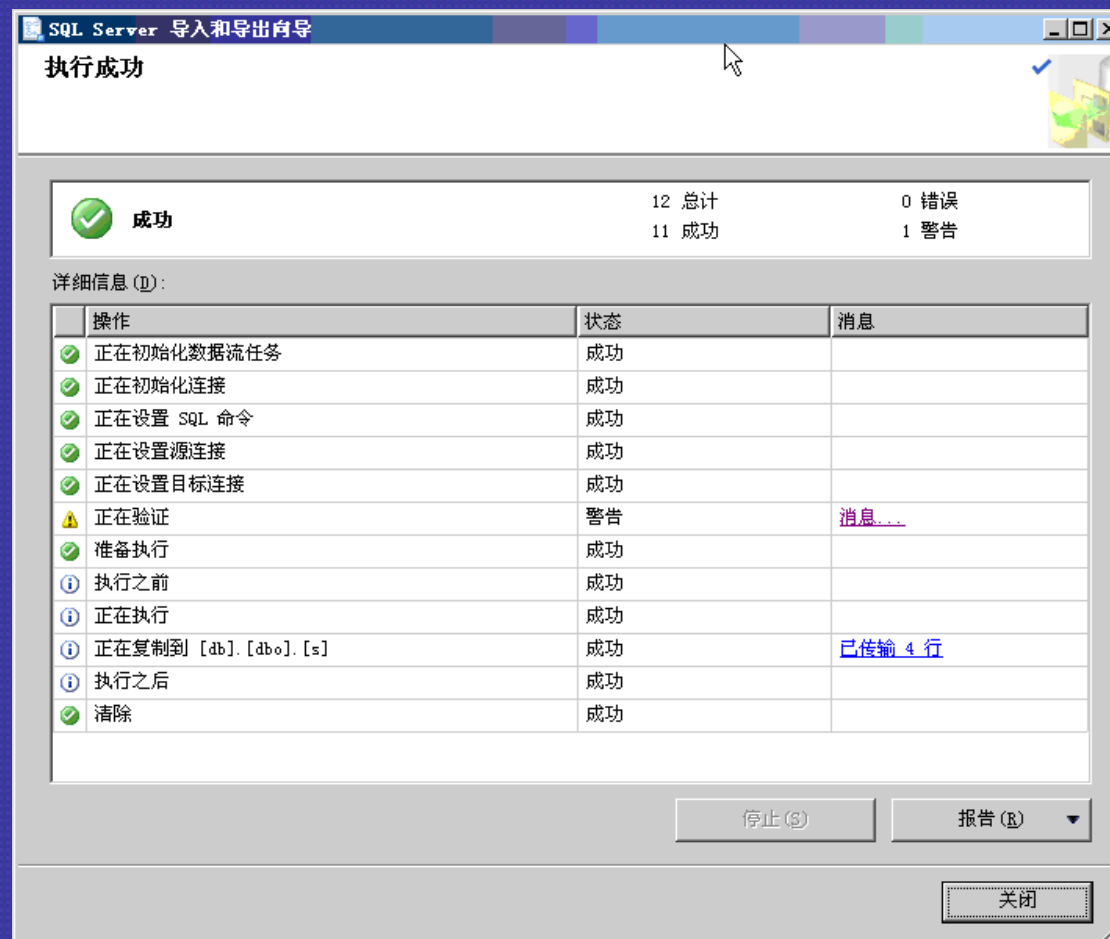 SQL Server 导入和导出向导
执行成功
成功
12 总计
0 错误
11 成功
1 警告
详细信息(D):
操作 状态 消息
正在初始化数据流任务 成功
正在初始化连接 成功
正在设置 SQL 命令 成功
正在设置源连接 成功
正在设置目标连接 成功
正在验证 警告 消息...
准备执行 成功
执行之前 成功
正在执行 成功
正在复制到 [db].[dbo].[s] 成功 已传输 4 行
执行之后 成功
清除 成功
停止(S) 报告(R)
关闭